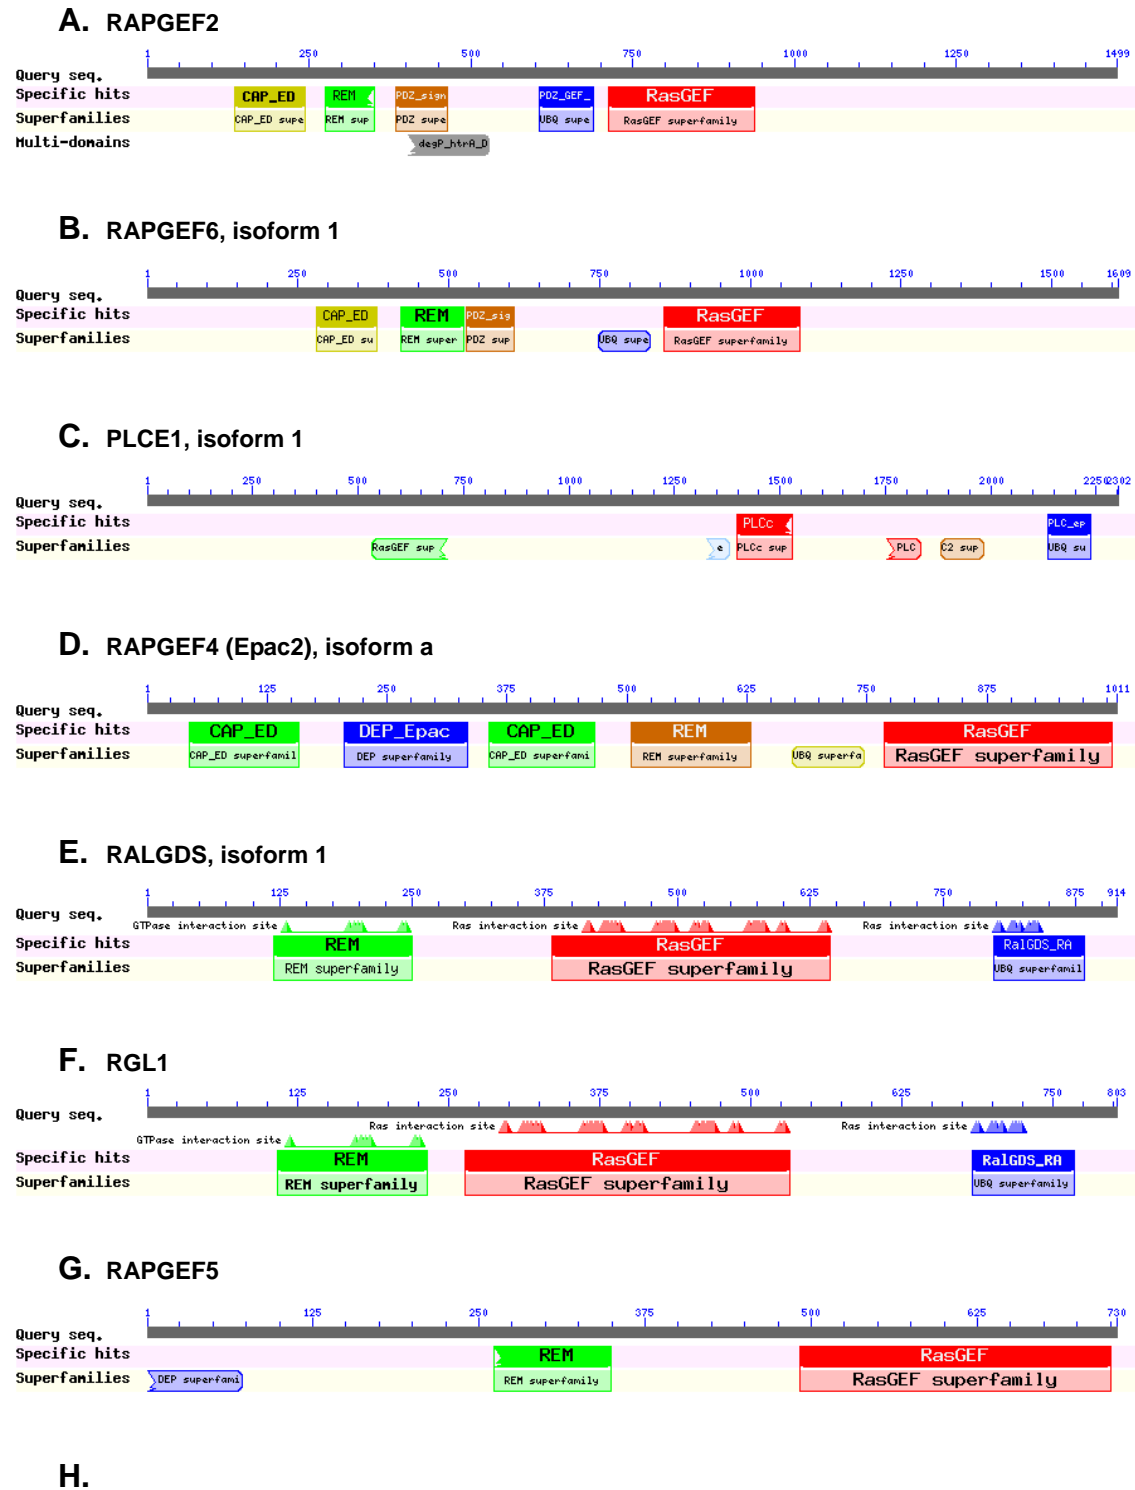 A. RAPGEF2
1 250 500 750 1000 1250 1499
Query seq.
Specific hits CAP_ED REM PDZ_sign PDZ_GEF_ RasGEF
Superfamilies CAP_ED supe REM sup PDZ supe UBQ supe RasGEF superfamily
Multi-domains degP_htrA_D
B. RAPGEF6, isoform 1
1 250 500 750 1000 1250 1500 1609
Query seq.
Specific hits CAP_ED REM PDZ_sig RasGEF
Superfamilies CAP_ED su REM super PDZ sup UBQ supe RasGEF superfamily
C. PLCE1, isoform 1
1 250 500 750 1000 1250 1500 1750 2000 2250 2302
Query seq.
Specific hits PLCc PLC_ep
Superfamilies RasGEF sup e PLCc sup PLC C2 sup UBQ su
D. RAPGEF4 (Epac2), isoform a
1 125 250 375 500 625 750 875 1011
Query seq.
Specific hits CAP_ED DEP_Epac CAP_ED REM RasGEF
Superfamilies CAP_ED superfamil DEP superfamily CAP_ED superfami REM superfamily UBQ superfa RasGEF superfamily
E. RALGDS, isoform 1
1 125 250 375 500 625 750 875 914
Query seq.
GTPase interaction site Ras interaction site Ras interaction site
Specific hits REM RasGEF RalGDS_RA
Superfamilies REM superfamily RasGEF superfamily UBQ superfamil
F. RGL1
1 125 250 375 500 625 750 803
Query seq.
Ras interaction site Ras interaction site
GTPase interaction site
Specific hits REM RasGEF RalGDS_RA
Superfamilies REM superfamily RasGEF superfamily UBQ superfamily
G. RAPGEF5
1 125 250 375 500 625 730
Query seq.
Specific hits REM RasGEF
Superfamilies DEP superfami REM superfamily RasGEF superfamily
H.